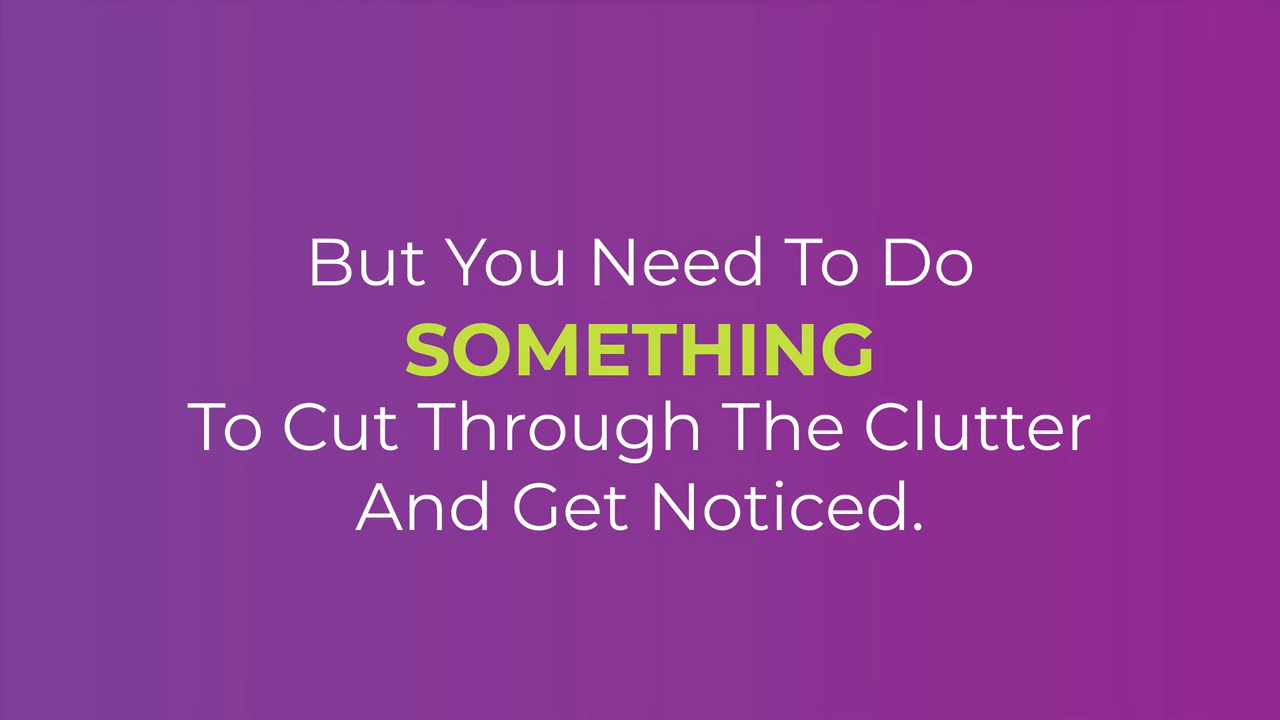 But You Need To Do
SOMETHING
To Cut Through The Clutter
And Get Noticed.